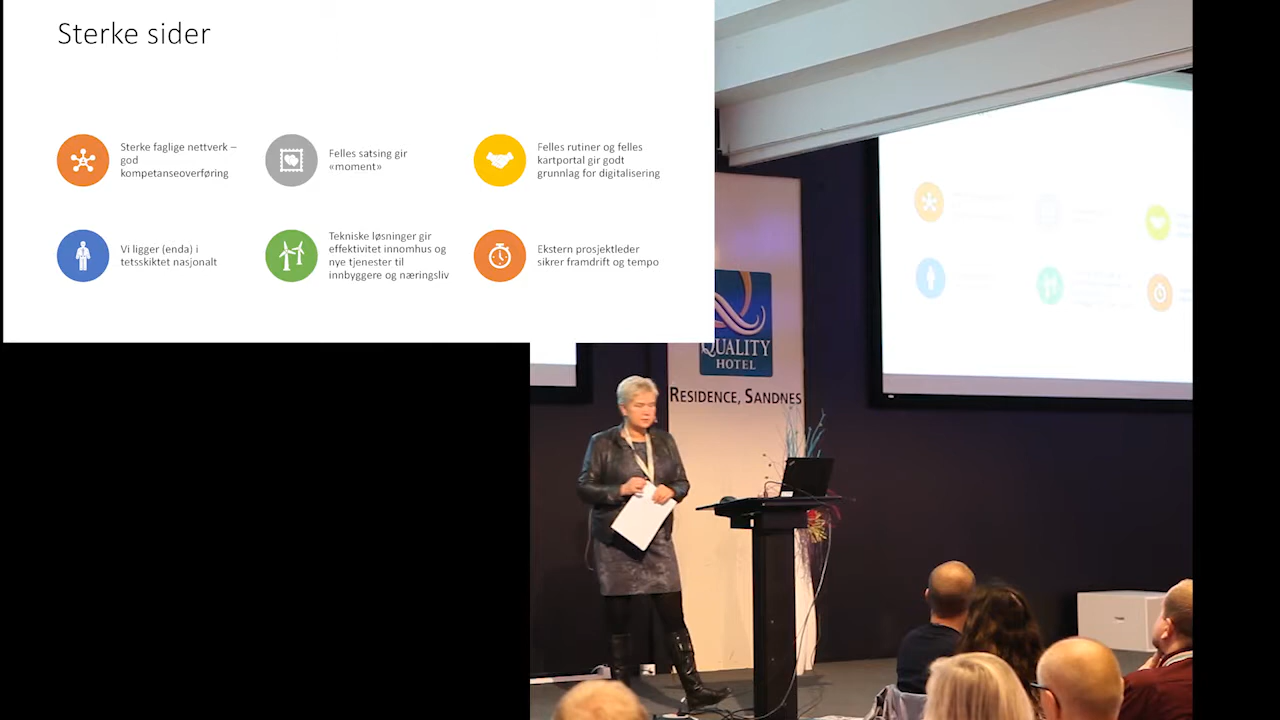 Sterke sider
Sterke faglige nettverk –
god
kompetanseoverføring
Felles satsing gir
«moment»
Felles rutiner og felles
kartportal gir godt
grunnlag for digitalisering
Vi ligger (enda) i
tetsskiktet nasjonalt
Tekniske løsninger gir
effektivitet innomhus og
nye tjenester til
innbyggere og næringsliv
Ekstern prosjektleder
sikrer framdrift og tempo
QUALITY
HOTEL
RESIDENCE, SANDNES